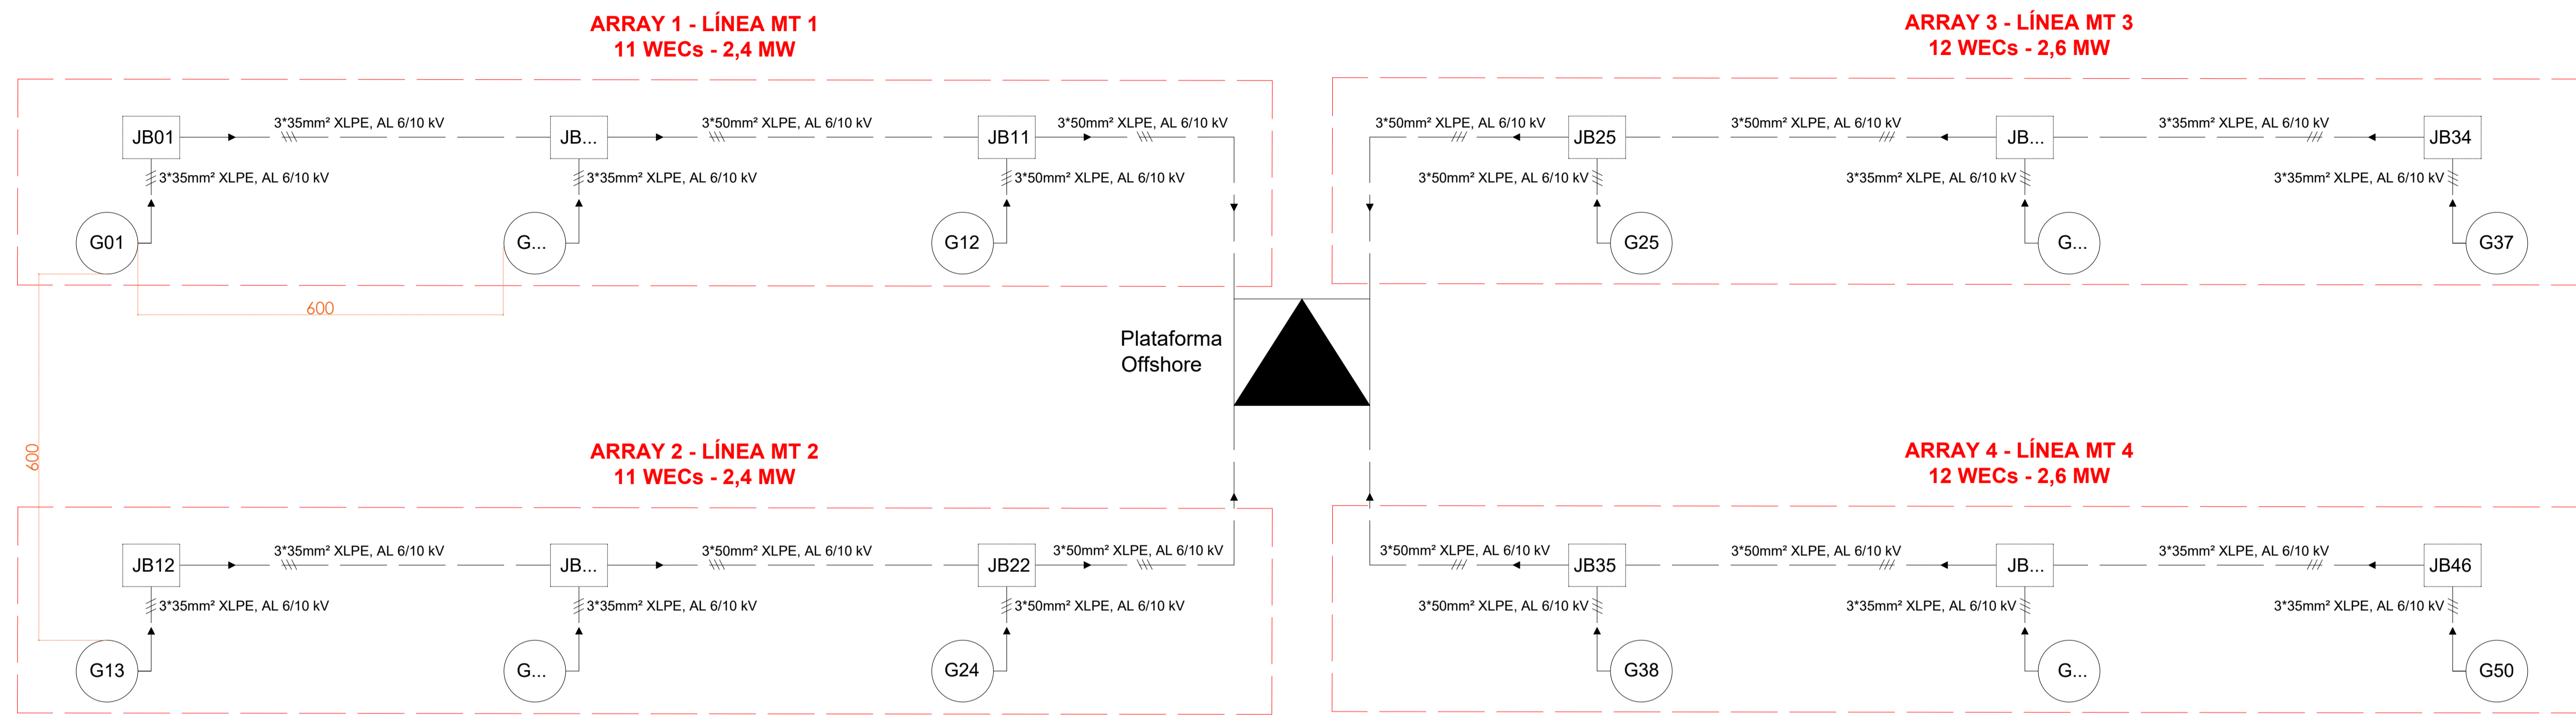 ARRAY 1 - LÍNEA MT 1
11 WECs - 2,4 MW
JB01
3*35mm² XLPE, AL 6/10 kV
JB...
3*50mm² XLPE, AL 6/10 kV
JB11
3*50mm² XLPE, AL 6/10 kV
3*35mm² XLPE, AL 6/10 kV
3*35mm² XLPE, AL 6/10 kV
3*50mm² XLPE, AL 6/10 kV
G01
G...
G12
600
600
ARRAY 3 - LÍNEA MT 3
12 WECs - 2,6 MW
3*50mm² XLPE, AL 6/10 kV
JB25
3*50mm² XLPE, AL 6/10 kV
JB...
3*35mm² XLPE, AL 6/10 kV
JB34
3*50mm² XLPE, AL 6/10 kV
3*35mm² XLPE, AL 6/10 kV
3*35mm² XLPE, AL 6/10 kV
G25
G...
G37
Plataforma
Offshore
ARRAY 2 - LÍNEA MT 2
11 WECs - 2,4 MW
JB12
3*35mm² XLPE, AL 6/10 kV
JB...
3*50mm² XLPE, AL 6/10 kV
JB22
3*50mm² XLPE, AL 6/10 kV
3*35mm² XLPE, AL 6/10 kV
3*35mm² XLPE, AL 6/10 kV
3*50mm² XLPE, AL 6/10 kV
G13
G...
G24
ARRAY 4 - LÍNEA MT 4
12 WECs - 2,6 MW
3*50mm² XLPE, AL 6/10 kV
JB35
3*50mm² XLPE, AL 6/10 kV
JB...
3*35mm² XLPE, AL 6/10 kV
JB46
3*50mm² XLPE, AL 6/10 kV
3*35mm² XLPE, AL 6/10 kV
3*35mm² XLPE, AL 6/10 kV
G38
G...
G50